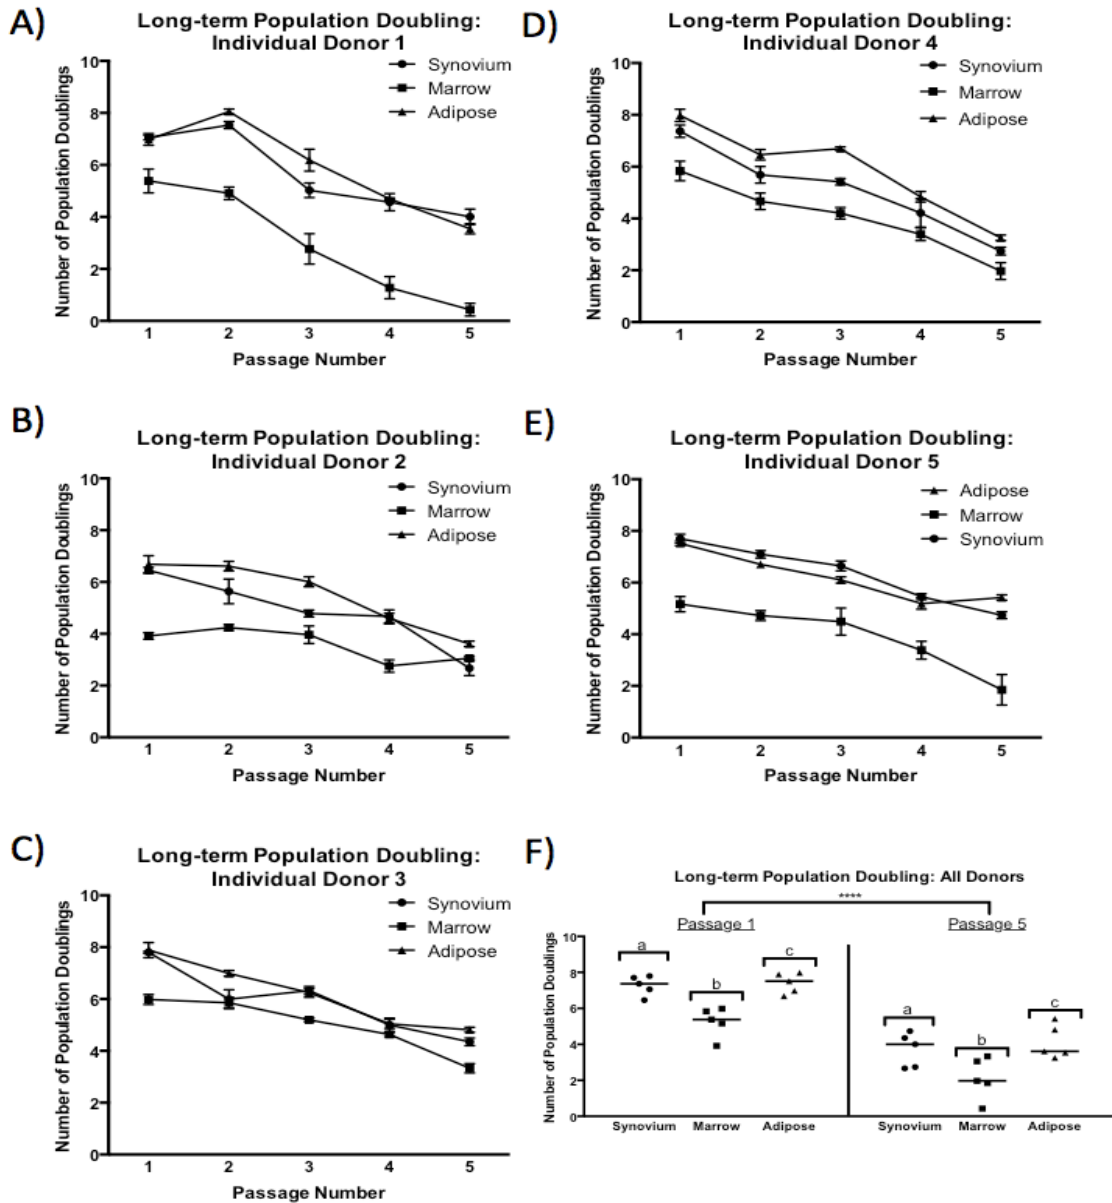 A)
Long-term Population Doubling:
Individual Donor 1
Synovium
Marrow
Adipose
Number of Population Doublings
10
8
6
4
2
0
1 2 3 4 5
Passage Number
B)
Long-term Population Doubling:
Individual Donor 2
Synovium
Marrow
Adipose
Number of Population Doublings
10
8
6
4
2
0
1 2 3 4 5
Passage Number
C)
Long-term Population Doubling:
Individual Donor 3
Synovium
Marrow
Adipose
Number of Population Doublings
10
8
6
4
2
0
1 2 3 4 5
Passage Number
D)
Long-term Population Doubling:
Individual Donor 4
Synovium
Marrow
Adipose
Number of Population Doublings
10
8
6
4
2
0
1 2 3 4 5
Passage Number
E)
Long-term Population Doubling:
Individual Donor 5
Adipose
Marrow
Synovium
Number of Population Doublings
10
8
6
4
2
0
1 2 3 4 5
Passage Number
F)
Long-term Population Doubling: All Donors
****
Passage 1 Passage 5
Number of Population Doublings
10
8
6
4
2
0
a b c a b c
Synovium Marrow Adipose Synovium Marrow Adipose